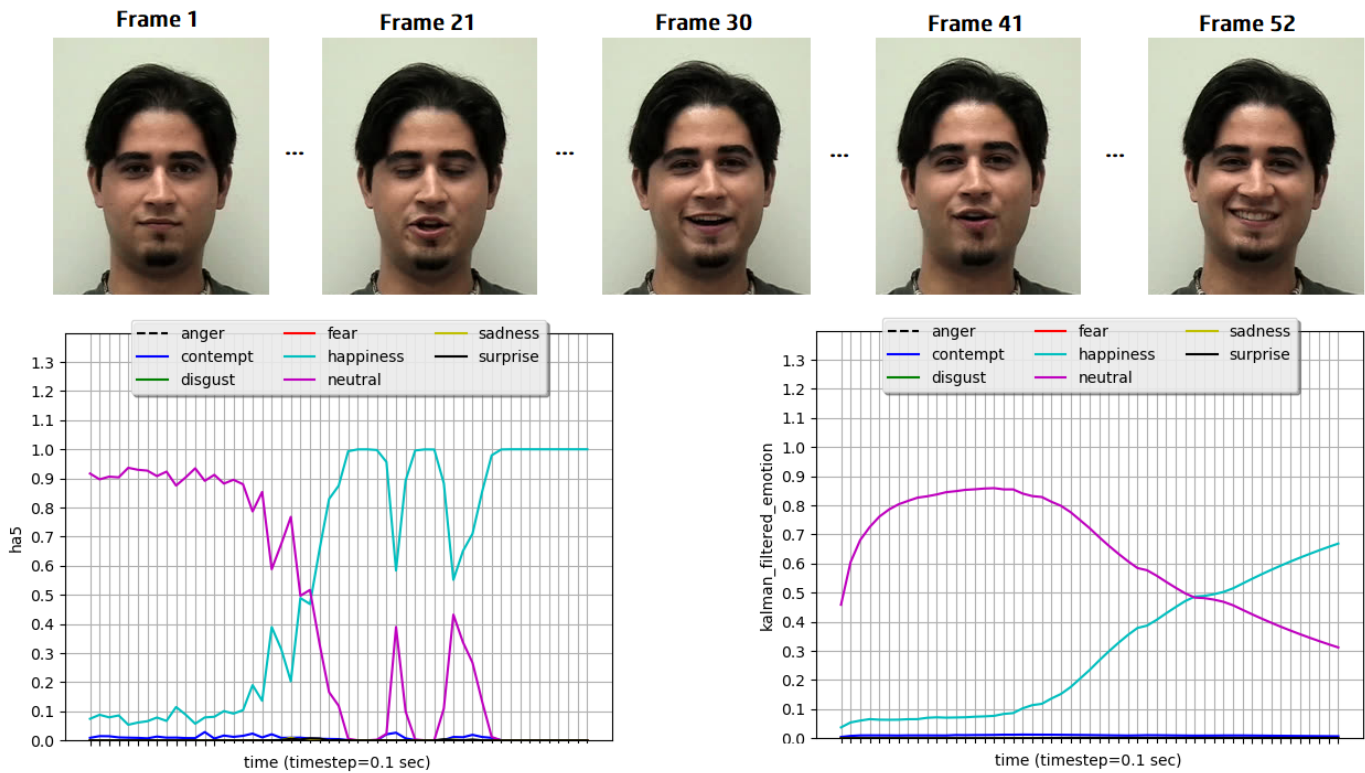 Frame 1
Frame 21
Frame 30
Frame 41
Frame 52
...
...
...
...
anger
fear
sadness
contempt
happiness
surprise
disgust
neutral
1.3
1.2
1.1
1.0
0.9
0.8
0.7
0.6
0.5
0.4
0.3
0.2
0.1
0.0
ha5
time (timestep=0.1 sec)
anger
fear
sadness
contempt
happiness
surprise
disgust
neutral
1.3
1.2
1.1
1.0
0.9
0.8
0.7
0.6
0.5
0.4
0.3
0.2
0.1
0.0
kalman_filtered_emotion
time (timestep=0.1 sec)